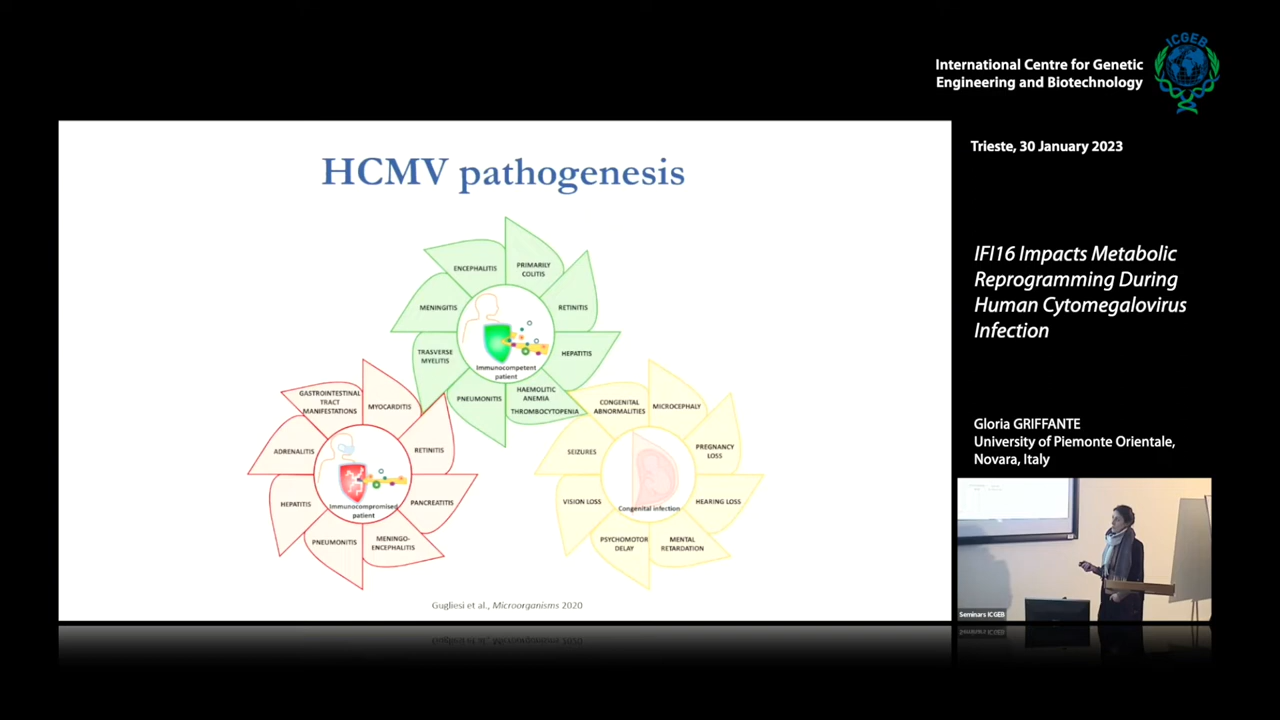 ICGEB
International Centre for Genetic
Engineering and Biotechnology
Trieste, 30 January 2023
IFI16 Impacts Metabolic
Reprogramming During
Human Cytomegalovirus
Infection
Gloria GRIFFANTE
University of Piemonte Orientale,
Novara, Italy
Seminars ICGEB
HCMV pathogenesis
ENCEPHALITIS
PRIMARILY
COLITIS
MENINGITIS
RETINITIS
TRASVERSE
MYELITIS
HEPATITIS
Immunocompetent
patient
PNEUMONITIS
HAEMOLITIC
ANEMIA
THROMBOCYTOPENIA
GASTROINTESTINAL
TRACT
MANIFESTATIONS
MYOCARDITIS
ADRENALITIS
RETINITIS
HEPATITIS
PANCREATITIS
Immunocompromised
patient
PNEUMONITIS
MENINGO-
ENCEPHALITIS
CONGENITAL
ABNORMALITIES
MICROCEPHALY
SEIZURES
PREGNANCY
LOSS
VISION LOSS
HEARING LOSS
Congenital infection
PSYCHOMOTOR
DELAY
MENTAL
RETARDATION
Gugliesi et al., Microorganisms 2020